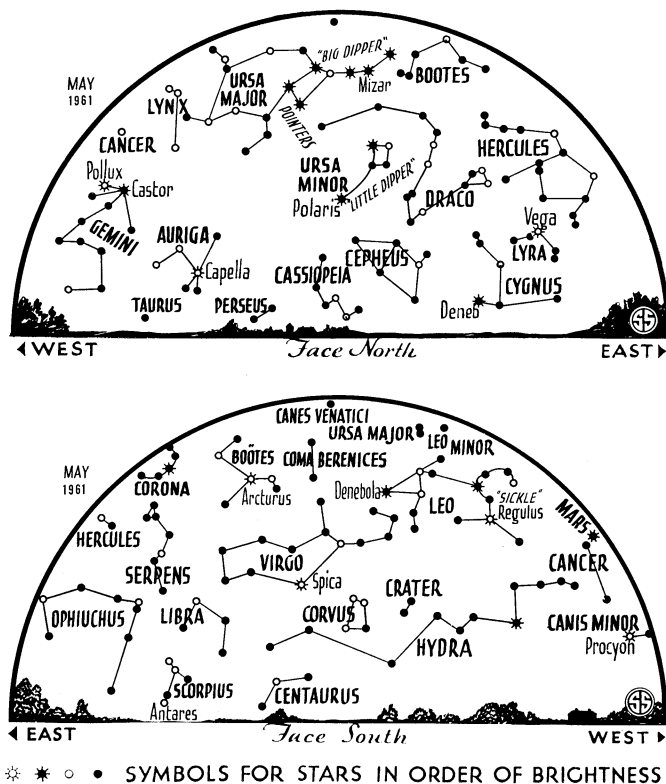 MAY
1961
"BIG DIPPER"
Mizar
BOOTES
URSA
MAJOR
LYNX
POINTERS
CANCER
HERCULES
Pollux
Castor
URSA
MINOR
"LITTLE DIPPER"
Polaris
DRACO
GEMINI
AURIGA
Vega
LYRA
Capella
CEPHEUS
CASSIOPEIA
CYGNUS
Deneb
TAURUS
PERSEUS
SS
WEST
Face North
EAST
CANES VENATICI
URSA MAJOR
LEO MINOR
MAY
1961
BOÖTES
COMA BERENICES
CORONA
Arcturus
Denebola
LEO
"SICKLE"
Regulus
MARS
HERCULES
VIRGO
CANCER
SERPENS
Spica
OPHIUCHUS
LIBRA
CORVUS
CRATER
HYDRA
CANIS MINOR
Procyon
SCORPIUS
Antares
CENTAURUS
SS
EAST
Face South
WEST
SYMBOLS FOR STARS IN ORDER OF BRIGHTNESS